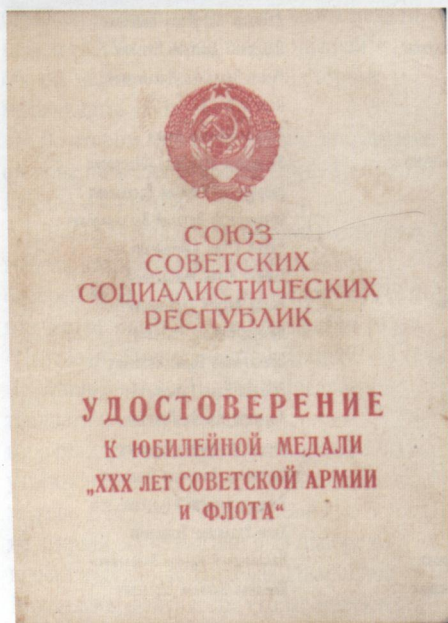 СОЮЗ
СОВЕТСКИХ
СОЦИАЛИСТИЧЕСКИХ
РЕСПУБЛИК
УДОСТОВЕРЕНИЕ
К ЮБИЛЕЙНОЙ МЕДАЛИ
„XXX ЛЕТ СОВЕТСКОЙ АРМИИ
И ФЛОТА“